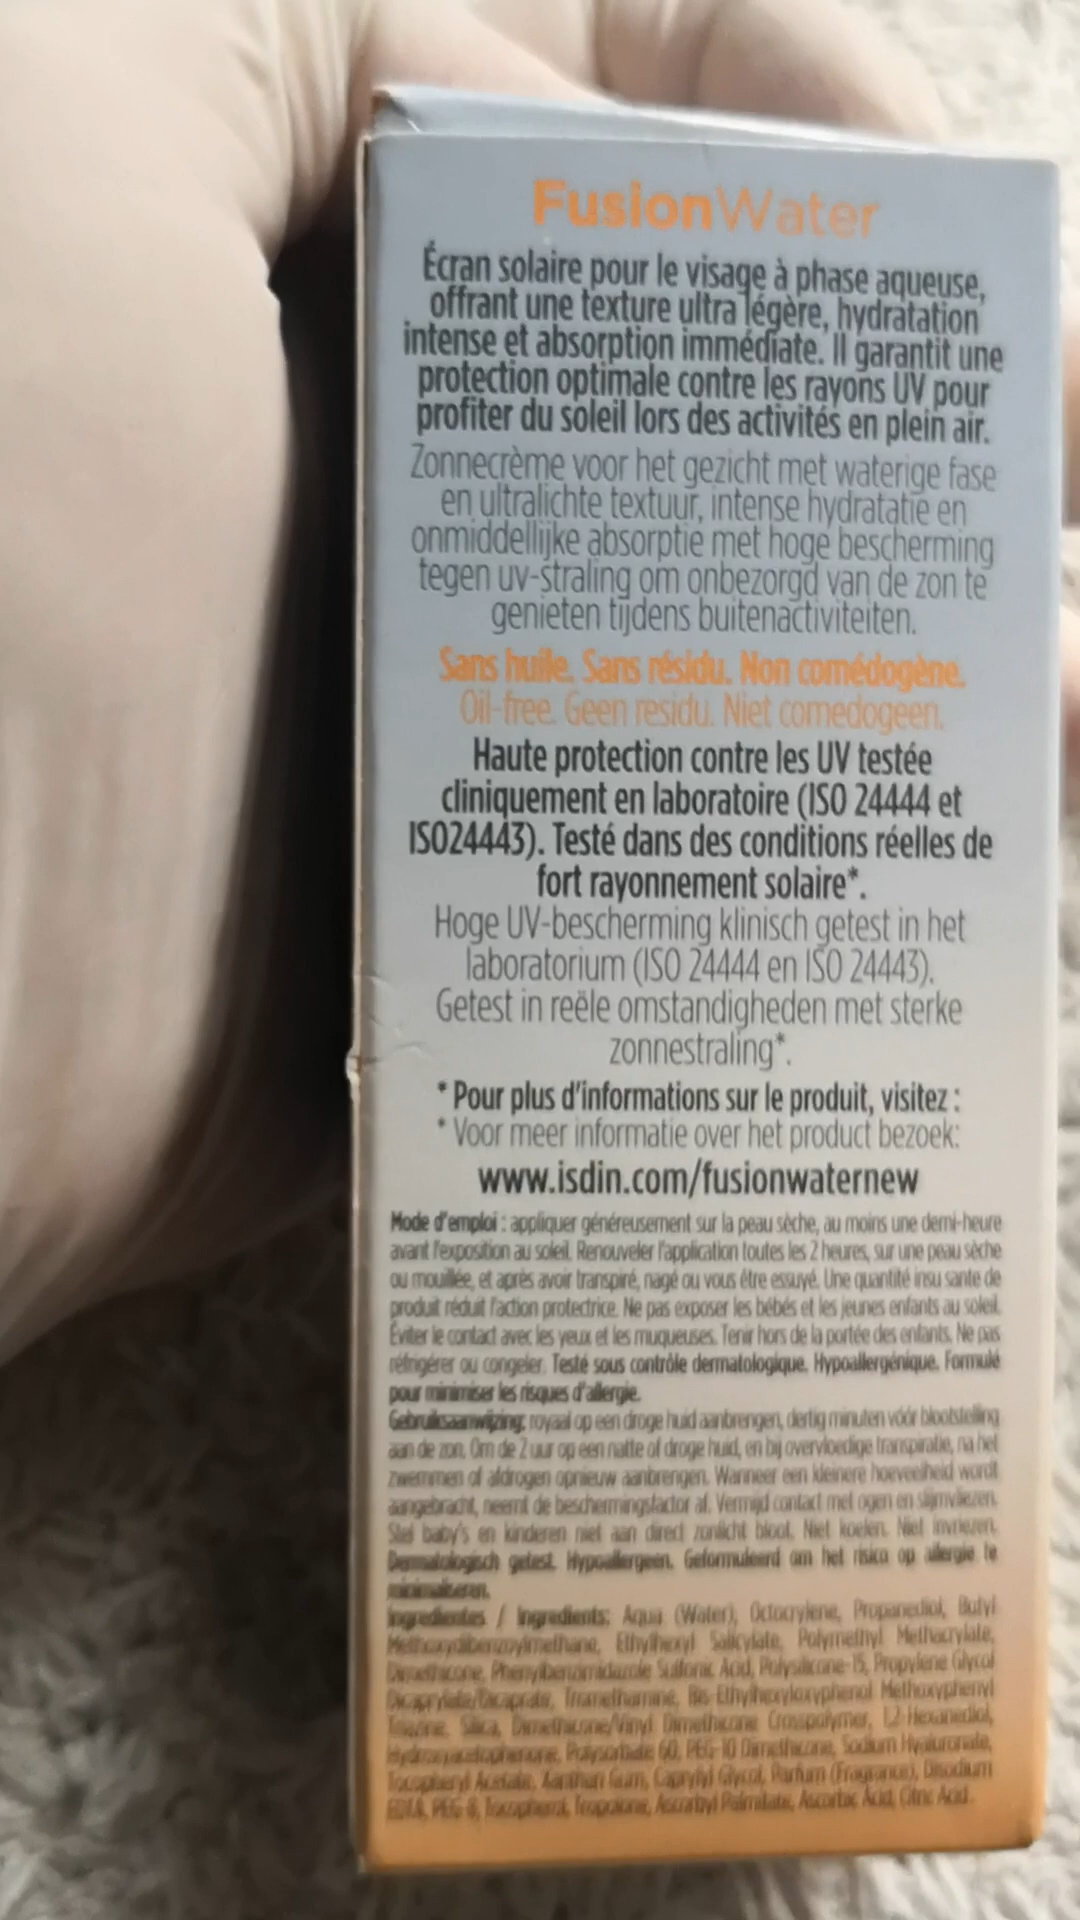 FusionWater
Écran solaire pour le visage à phase aqueuse,
offrant une texture ultra légère, hydratation
intense et absorption immédiate. Il garantit une
protection optimale contre les rayons UV pour
profiter du soleil lors des activités en plein air.
Zonnecrème voor het gezicht met waterige fase
en ultralichte textuur, intense hydratatie en
onmiddellijke absorptie met hoge bescherming
tegen uv-straling om onbezorgd van de zon te
genieten tijdens buitenactiviteiten.
Sans huile. Sans résidu. Non comédogène.
Oil-free. Geen residu. Niet comedogeen.
Haute protection contre les UV testée
cliniquement en laboratoire (ISO 24444 et
ISO24443). Testé dans des conditions réelles de
fort rayonnement solaire*.
Hoge UV-bescherming klinisch getest in het
laboratorium (ISO 24444 en ISO 24443).
Getest in reële omstandigheden met sterke
zonnestraling*.
* Pour plus d'informations sur le produit, visitez :
* Voor meer informatie over het product bezoek:
www.isdin.com/fusionwaternew
Mode d'emploi : appliquer généreusement sur la peau sèche, au moins une demi-heure
avant l'exposition au soleil. Renouveler l'application toutes les 2 heures, sur une peau sèche
ou mouillée, et après avoir transpiré, nagé ou vous être essuyé. Une quantité insu sante de
produit réduit l'action protectrice. Ne pas exposer les bébés et les jeunes enfants au soleil.
Éviter le contact avec les yeux et les muqueuses. Tenir hors de la portée des enfants. Ne pas
réfrigérer ou congeler. Testé sous contrôle dermatologique. Hypoallergénique. Formulé
pour minimiser les risques d'allergie.
Gebruiksaanwijzing: royaal op een droge huid aanbrengen, dertig minuten vóór blootstelling
aan de zon. Om de 2 uur op een natte of droge huid, en bij overvloedige transpiratie, na het
zwemmen of afdrogen opnieuw aanbrengen. Wanneer een kleinere hoeveelheid wordt
aangebracht, neemt de beschermingsfactor af. Vermijd contact met ogen en slijmvliezen.
Stel baby's en kinderen niet aan direct zonlicht bloot. Niet koelen. Niet invriezen.
Dermatologisch getest. Hypoallergeen. Geformuleerd om het risico op allergie te
minimaliseren.
Ingredientes / Ingredients: Aqua (Water), Octocrylene, Propanediol, Butyl
Methoxydibenzoylmethane, Ethylhexyl Salicylate, Polymethyl Methacrylate,
Dimethicone, Phenylbenzimidazole Sulfonic Acid, Polysilicone-15, Propylene Glycol
Dicaprylate/Dicaprate, Tromethamine, Bis-Ethylhexyloxyphenol Methoxyphenyl
Triazine, Silica, Dimethicone/Vinyl Dimethicone Crosspolymer, 1,2-Hexanediol,
Hydroxyacetophenone, Polysorbate 60, PEG-10 Dimethicone, Sodium Hyaluronate,
Tocopheryl Acetate, Xanthan Gum, Caprylyl Glycol, Parfum (Fragrance), Disodium
EDTA, PEG-8, Tocopherol, Ascorbyl Palmitate, Ascorbic Acid, Citric Acid.